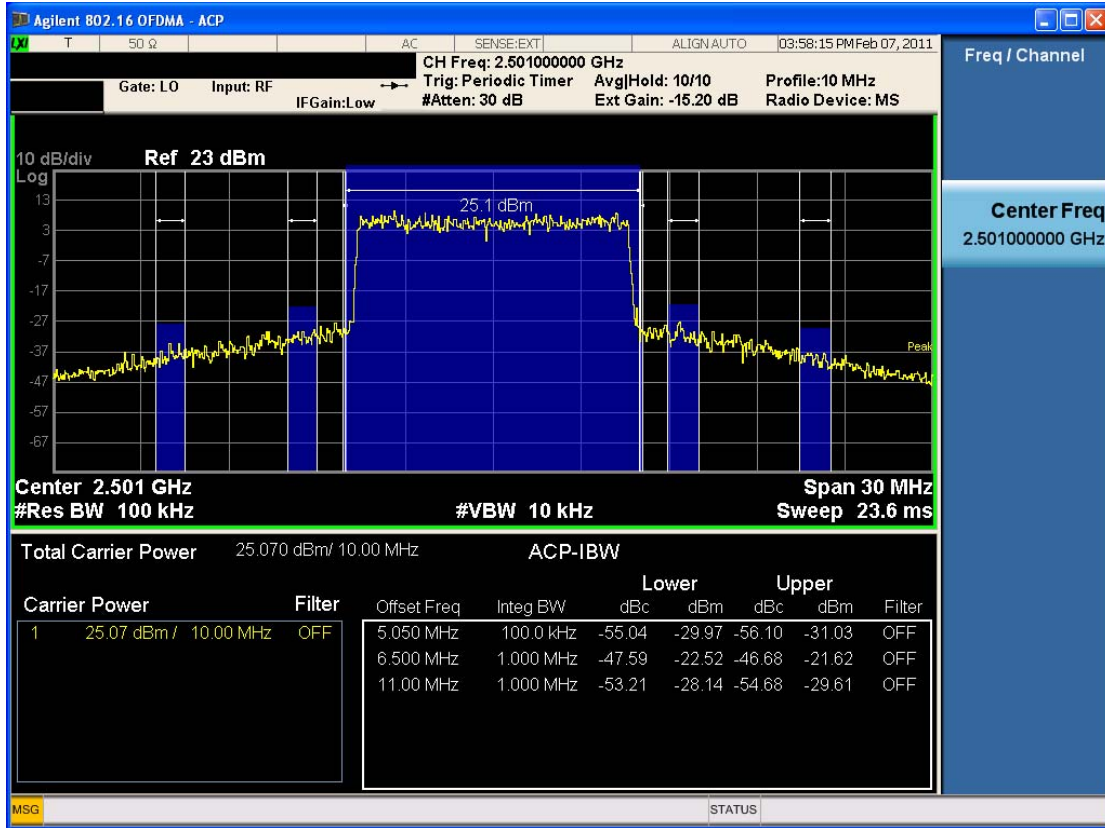 Agilent 802.16 OFDMA - ACP
LXI T 50 Ω AC SENSE:EXT ALIGN AUTO 03:58:15 PM Feb 07, 2011
CH Freq: 2.501000000 GHz
Gate: LO Input: RF Trig: Periodic Timer Avg|Hold: 10/10 Profile:10 MHz
IFGain:Low #Atten: 30 dB Ext Gain: -15.20 dB Radio Device: MS
Freq / Channel
Center Freq
2.501000000 GHz
10 dB/div Ref 23 dBm
Log
13
25.1 dBm
3
-7
-17
-27
-37
Peak
-47
-57
-67
Center 2.501 GHz Span 30 MHz
#Res BW 100 kHz #VBW 10 kHz Sweep 23.6 ms
Total Carrier Power 25.070 dBm/ 10.00 MHz ACP-IBW
Lower Upper
Carrier Power Filter Offset Freq Integ BW dBc dBm dBc dBm Filter
1 25.07 dBm / 10.00 MHz OFF 5.050 MHz 100.0 kHz -55.04 -29.97 -56.10 -31.03 OFF
6.500 MHz 1.000 MHz -47.59 -22.52 -46.68 -21.62 OFF
11.00 MHz 1.000 MHz -53.21 -28.14 -54.68 -29.61 OFF
MSG STATUS